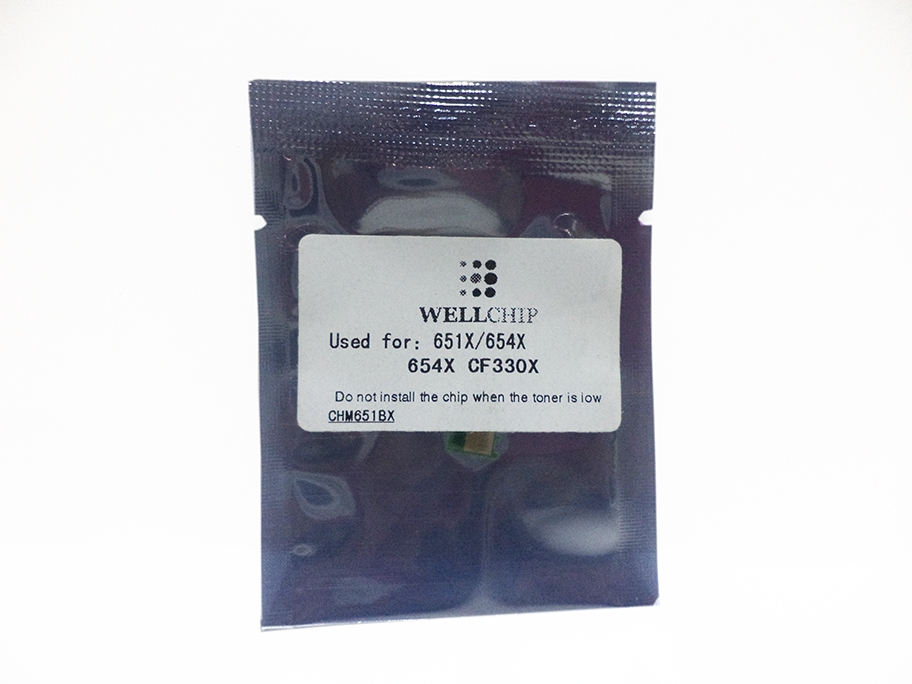 WELLCHIP
Used for: 651X/654X
654X CF330X
Do not install the chip when the toner is low
CHM651BX